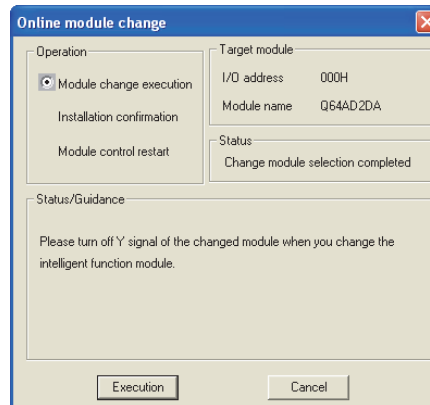 Online module change
Operation
Module change execution
Installation confirmation
Module control restart
Target module
I/O address 000H
Module name Q64AD2DA
Status
Change module selection completed
Status/Guidance
Please turn off Y signal of the changed module when you change the
intelligent function module.
Execution
Cancel